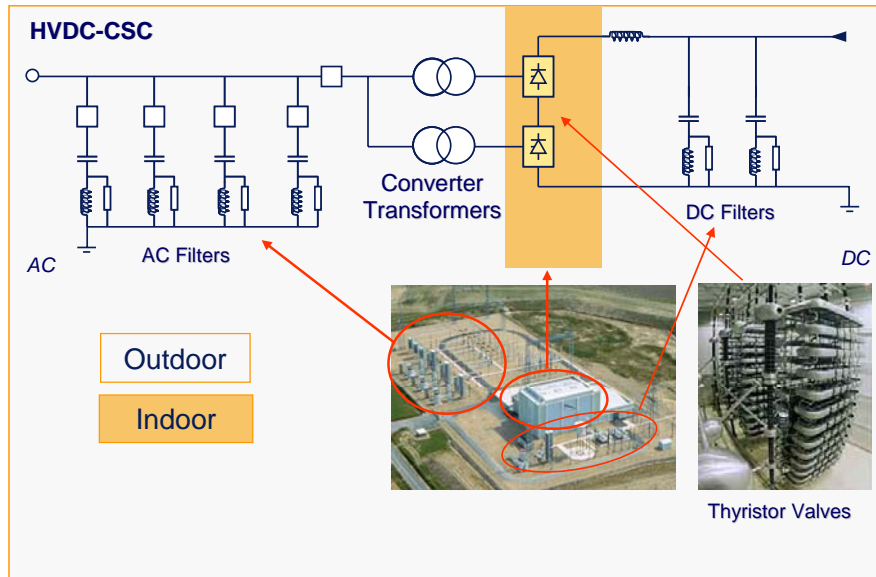 HVDC-CSC
Converter
Transformers
AC Filters
DC Filters
AC
DC
Outdoor
Indoor
Thyristor Valves